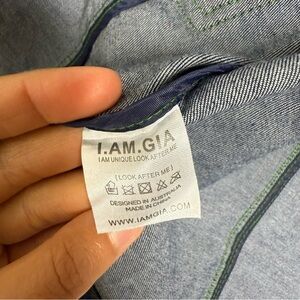 I.AM.GIA
I AM UNIQUE LOOK AFTER ME
[LOOK AFTER ME]
DESIGNED IN AUSTRALIA
MADE IN CHINA
WWW.IAMGIA.COM